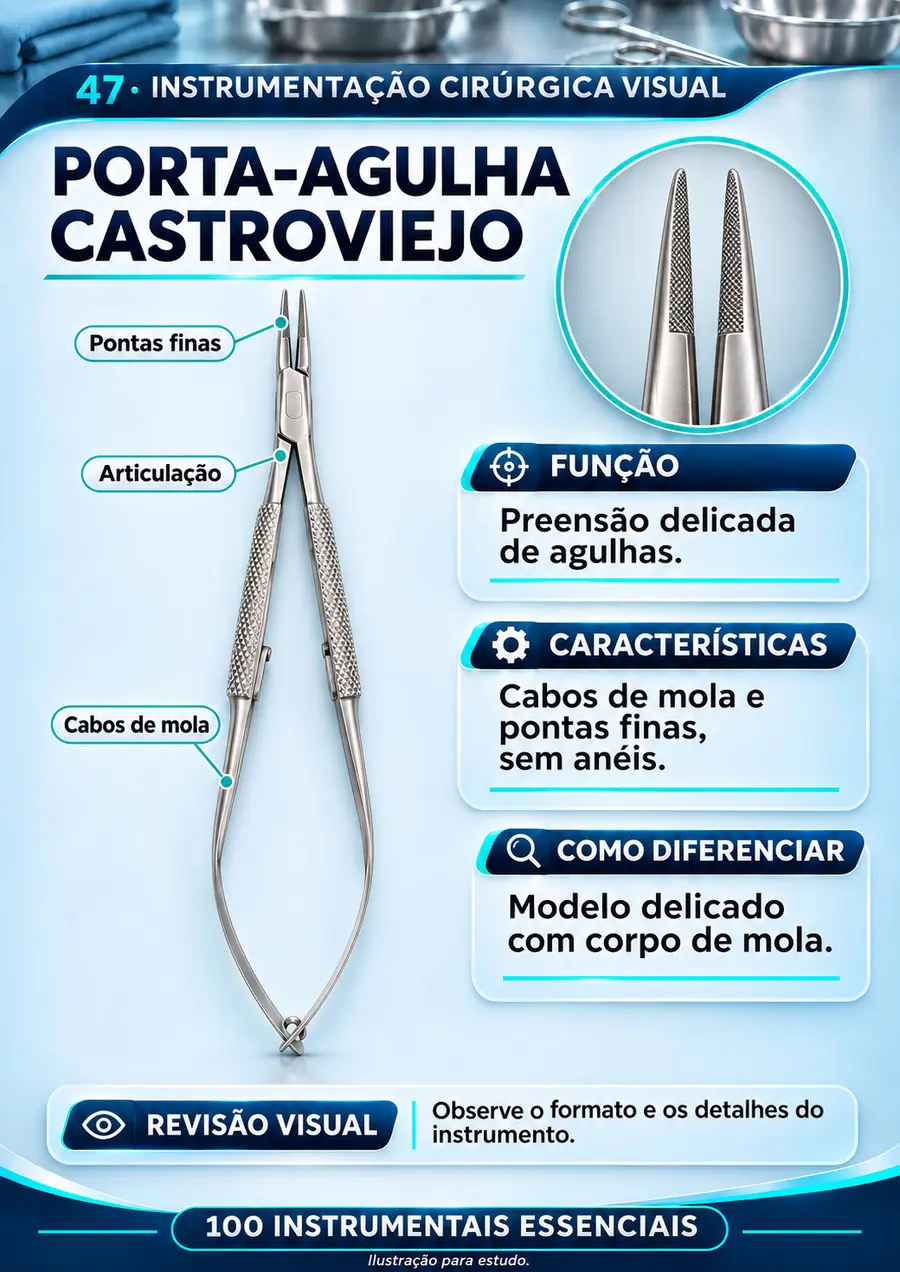 47 · INSTRUMENTAÇÃO CIRÚRGICA VISUAL
PORTA-AGULHA
CASTROVIEJO
Pontas finas
Articulação
Cabos de mola
FUNÇÃO
Preensão delicada
de agulhas.
CARACTERÍSTICAS
Cabos de mola e
pontas finas,
sem anéis.
COMO DIFERENCIAR
Modelo delicado
com corpo de mola.
REVISÃO VISUAL
Observe o formato e os detalhes do
instrumento.
100 INSTRUMENTAIS ESSENCIAIS
Ilustração para estudo.